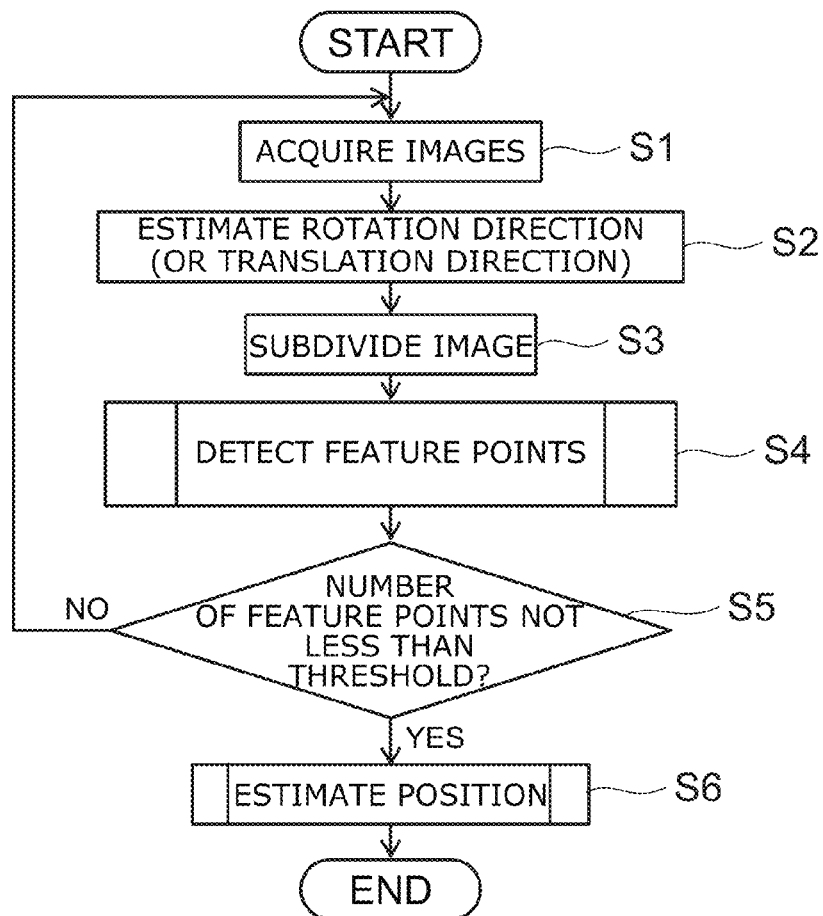 START
ACQUIRE IMAGES
S1
ESTIMATE ROTATION DIRECTION
(OR TRANSLATION DIRECTION)
S2
SUBDIVIDE IMAGE
S3
DETECT FEATURE POINTS
S4
NUMBER
OF FEATURE POINTS NOT
LESS THAN
THRESHOLD?
S5
NO
YES
ESTIMATE POSITION
S6
END